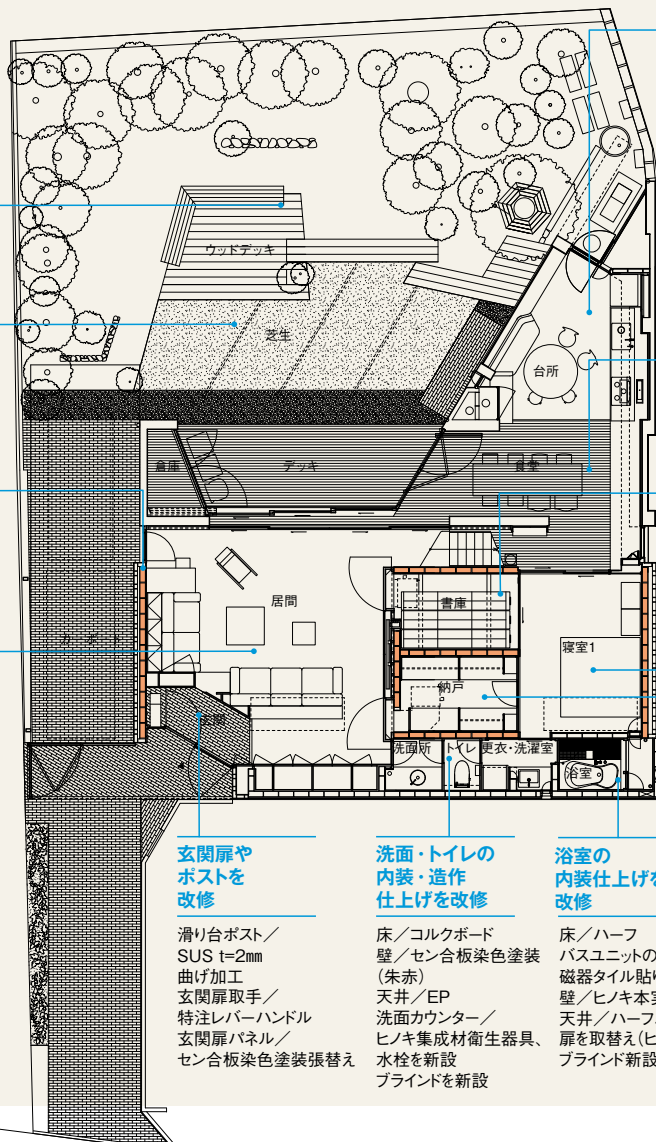 ウッドデッキ
芝生
台所
倉庫
デッキ
食堂
居間
書庫
寝室1
カーポート
納戸
玄関
洗面所
トイレ
更衣・洗濯室
浴室
玄関扉や
ポストを
改修
滑り台ポスト／
SUS t=2㎜
曲げ加工
玄関扉取手／
特注レバーハンドル
玄関扉パネル／
セン合板染色塗装張替え
洗面・トイレの
内装・造作
仕上げを改修
床／コルクボード
壁／セン合板染色塗装
（朱赤）
天井／EP
洗面カウンター／
ヒノキ集成材衛生器具、
水栓を新設
ブラインドを新設
浴室の
内装仕上げを
改修
床／ハーフ
バスユニットの
磁器タイル貼り
壁／ヒノキ本実
天井／ハーフ
扉を取替え（ヒ
ブラインド新設